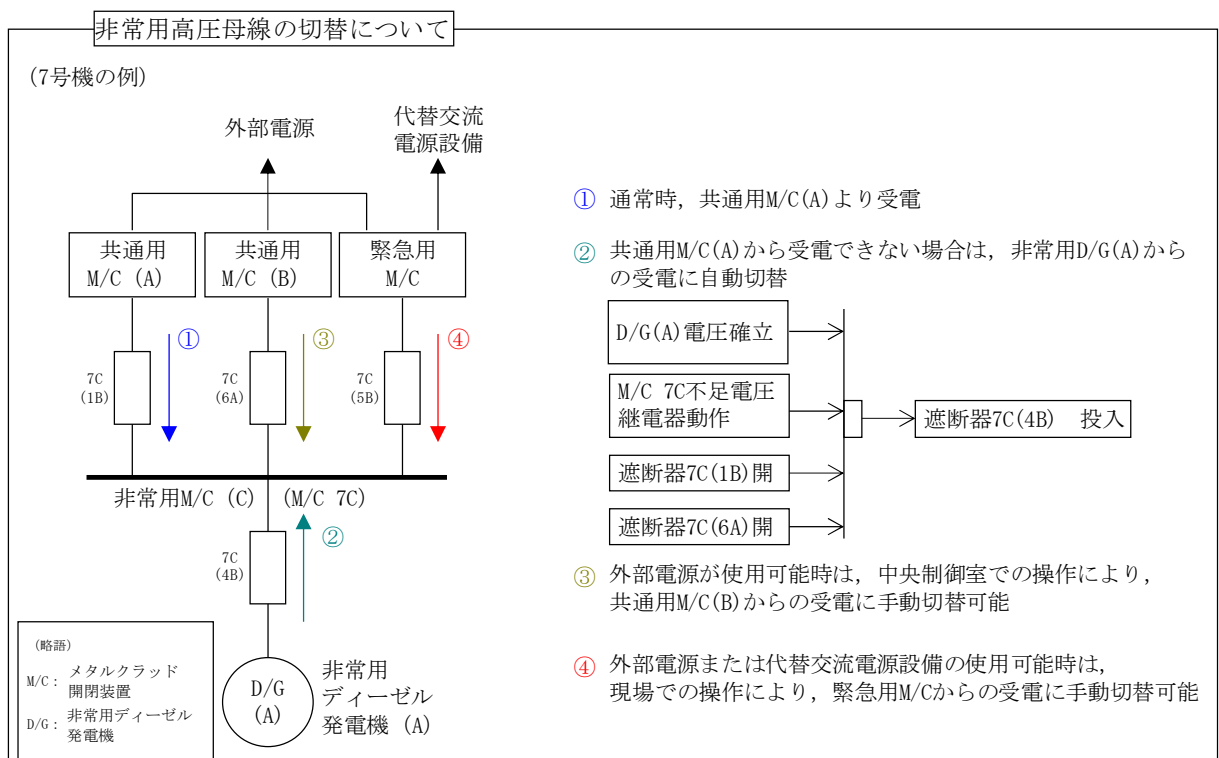 非常用高圧母線の切替について
(7号機の例)
外部電源
代替交流
電源設備
共通用
M/C (A)
共通用
M/C (B)
緊急用
M/C
①
③
④
7C
(1B)
7C
(6A)
7C
(5B)
非常用M/C (C) (M/C 7C)
7C
(4B)
②
D/G
(A)
非常用
ディーゼル
発電機 (A)
(略語)
M/C: メタルクラッド
開閉装置
D/G: 非常用ディーゼル
発電機
① 通常時,共通用M/C(A)より受電
② 共通用M/C(A)から受電できない場合は,非常用D/G(A)から
の受電に自動切替
D/G(A)電圧確立
M/C 7C不足電圧
継電器動作
遮断器7C(1B)開
遮断器7C(6A)開
遮断器7C(4B) 投入
③ 外部電源が使用可能時は,中央制御室での操作により,
共通用M/C(B)からの受電に手動切替可能
④ 外部電源または代替交流電源設備の使用可能時は,
現場での操作により,緊急用M/Cからの受電に手動切替可能